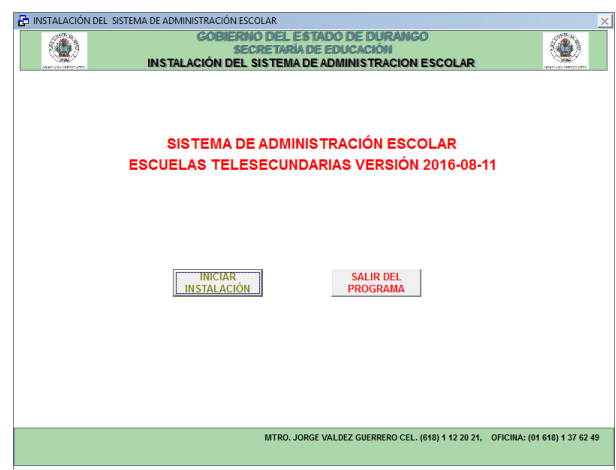 INSTALACIÓN DEL SISTEMA DE ADMINISTRACIÓN ESCOLAR
GOBIERNO DEL ESTADO DE DURANGO
SECRETARÍA DE EDUCACIÓN
INSTALACIÓN DEL SISTEMA DE ADMINISTRACION ESCOLAR
SISTEMA DE ADMINISTRACIÓN ESCOLAR
ESCUELAS TELESECUNDARIAS VERSIÓN 2016-08-11
INICIAR
INSTALACIÓN
SALIR DEL
PROGRAMA
MTRO. JORGE VALDEZ GUERRERO CEL. (618) 1 12 20 21, OFICINA: (01 618) 1 37 62 49